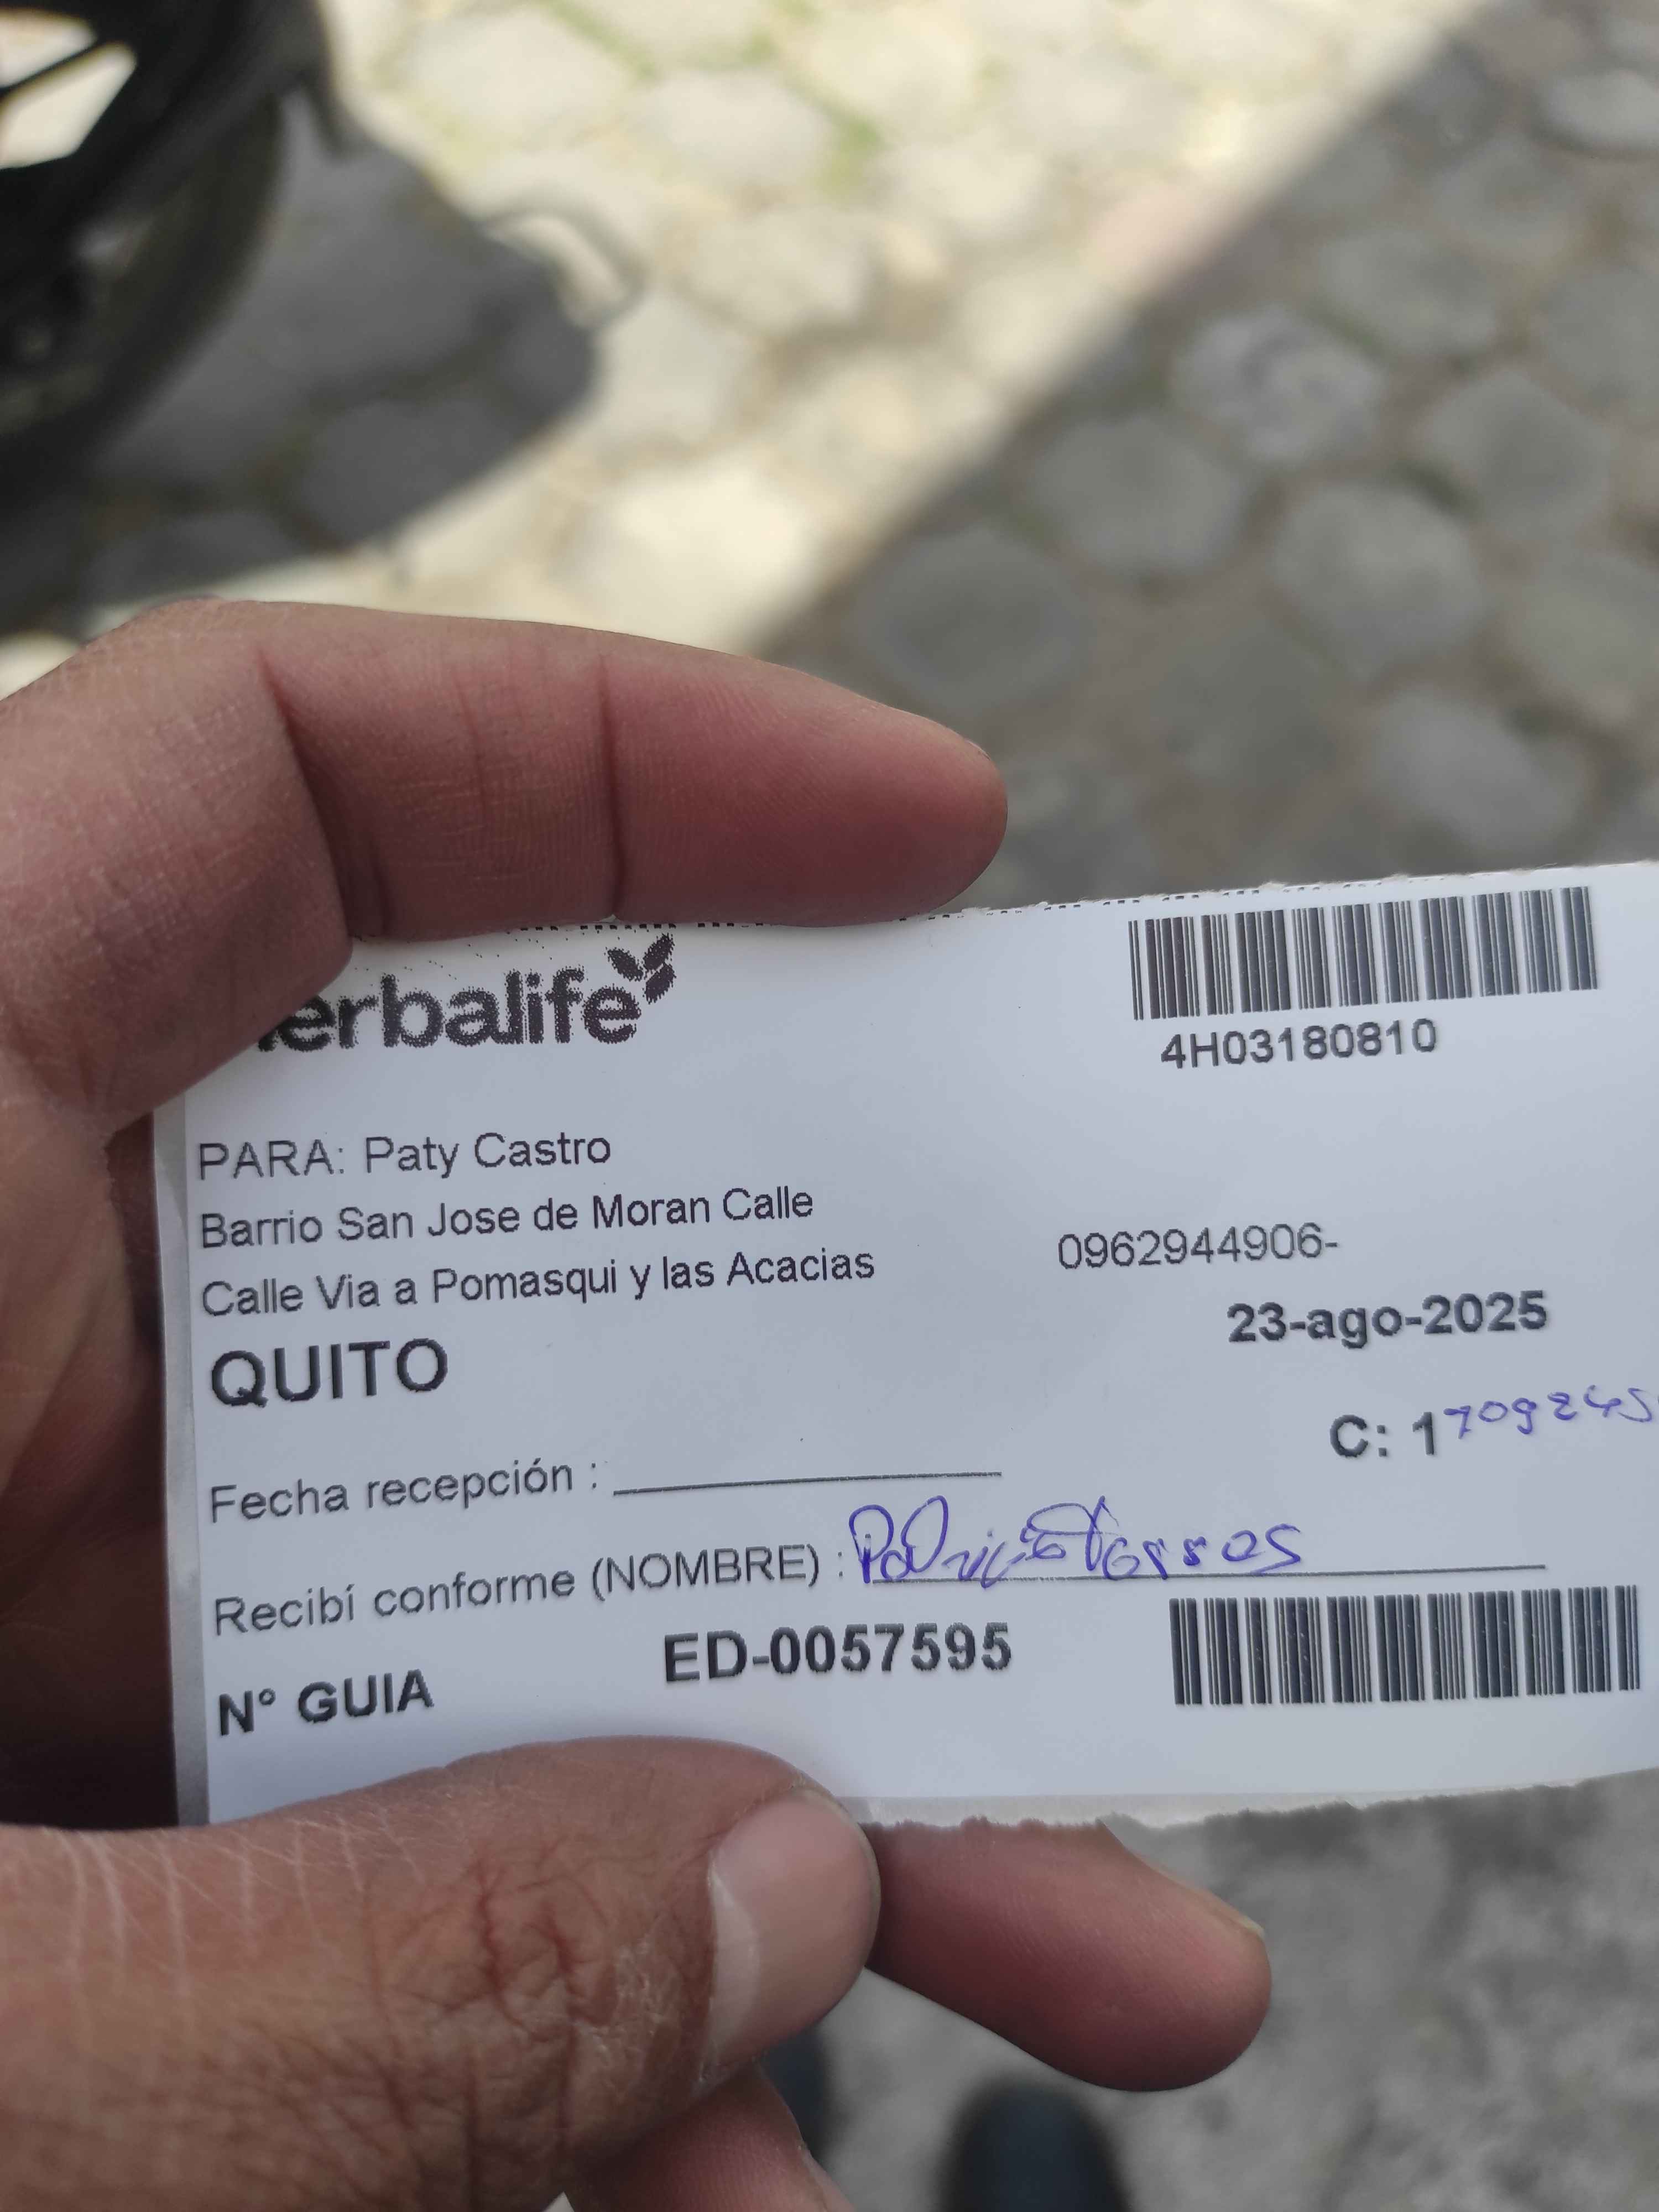 erbalife
4H03180810
PARA: Paty Castro
Barrio San Jose de Moran Calle
Calle Via a Pomasqui y las Acacias
0962944906-
23-ago-2025
QUITO
C: 1709245
Fecha recepción :
Recibí conforme (NOMBRE) :
N° GUIA ED-0057595